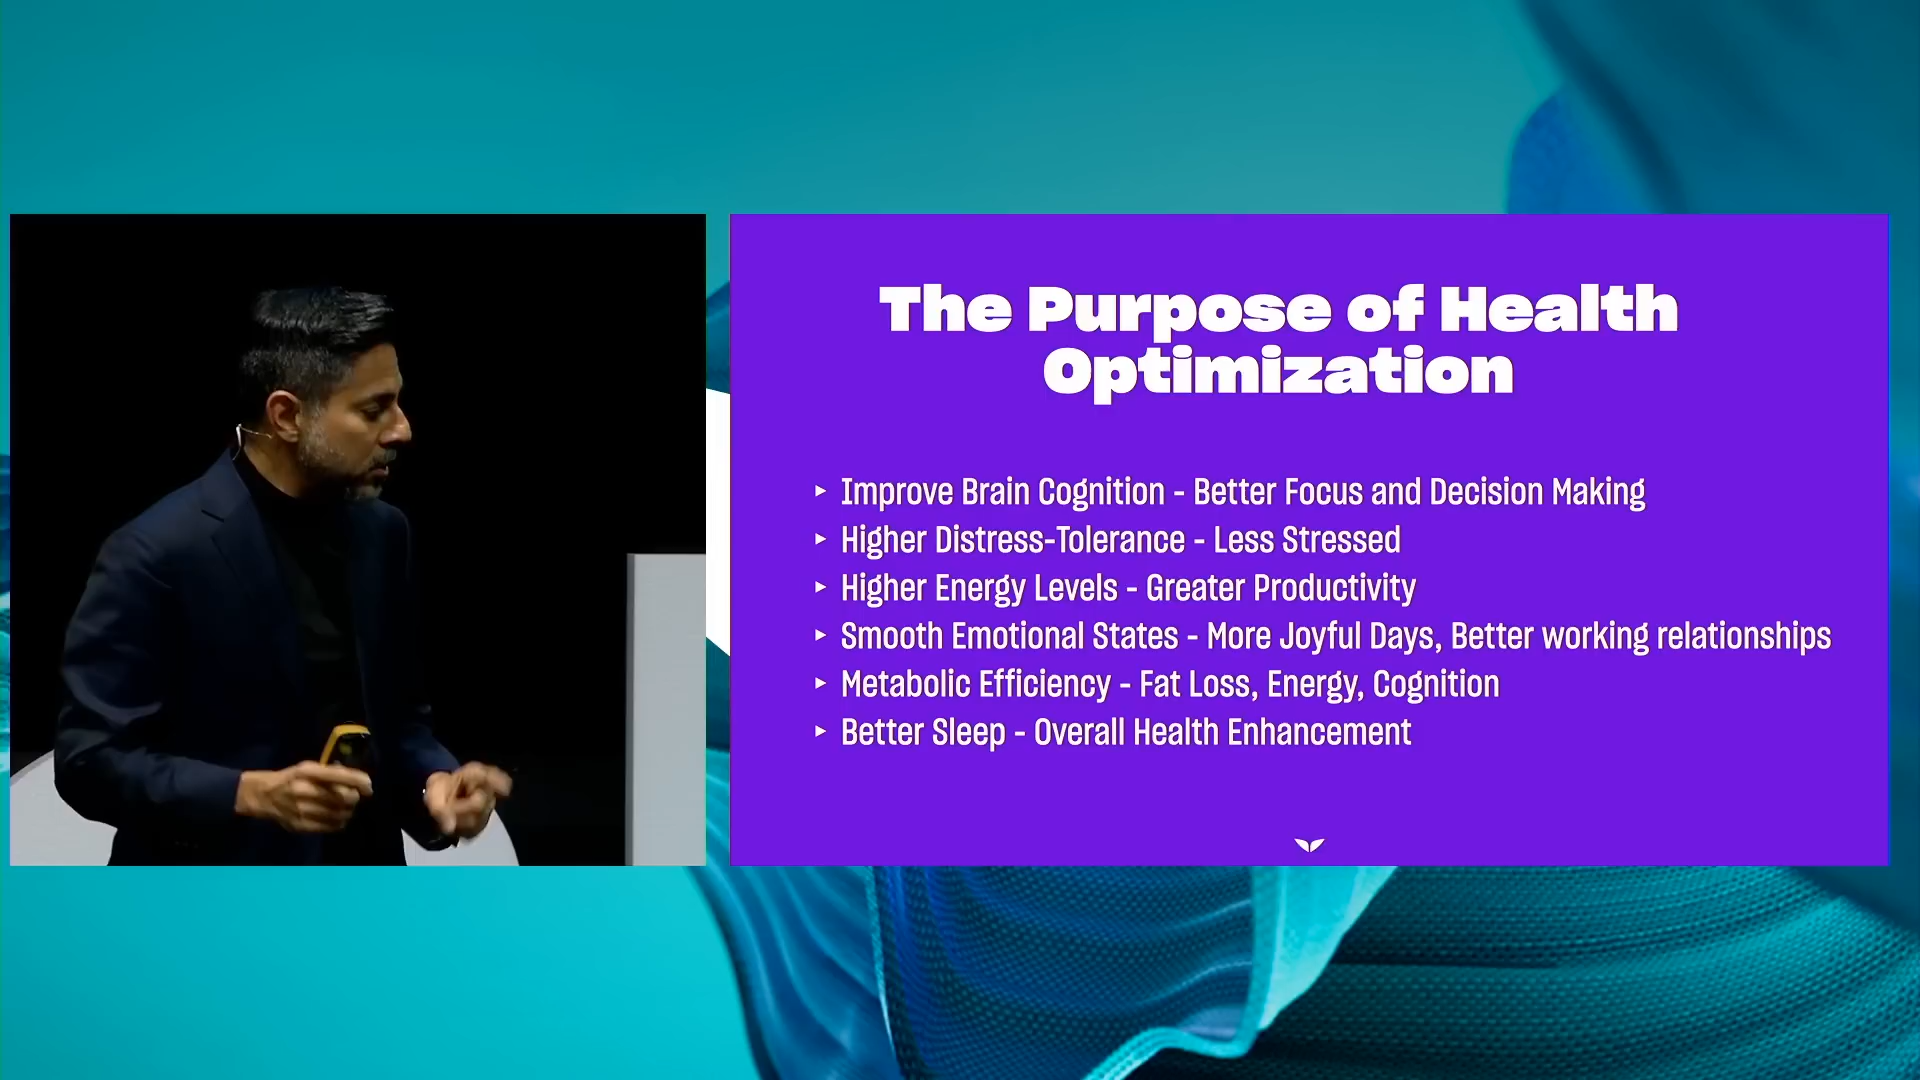 The Purpose of Health
Optimization
‣ Improve Brain Cognition - Better Focus and Decision Making
‣ Higher Distress-Tolerance - Less Stressed
‣ Higher Energy Levels - Greater Productivity
‣ Smooth Emotional States - More Joyful Days, Better working relationships
‣ Metabolic Efficiency - Fat Loss, Energy, Cognition
‣ Better Sleep - Overall Health Enhancement